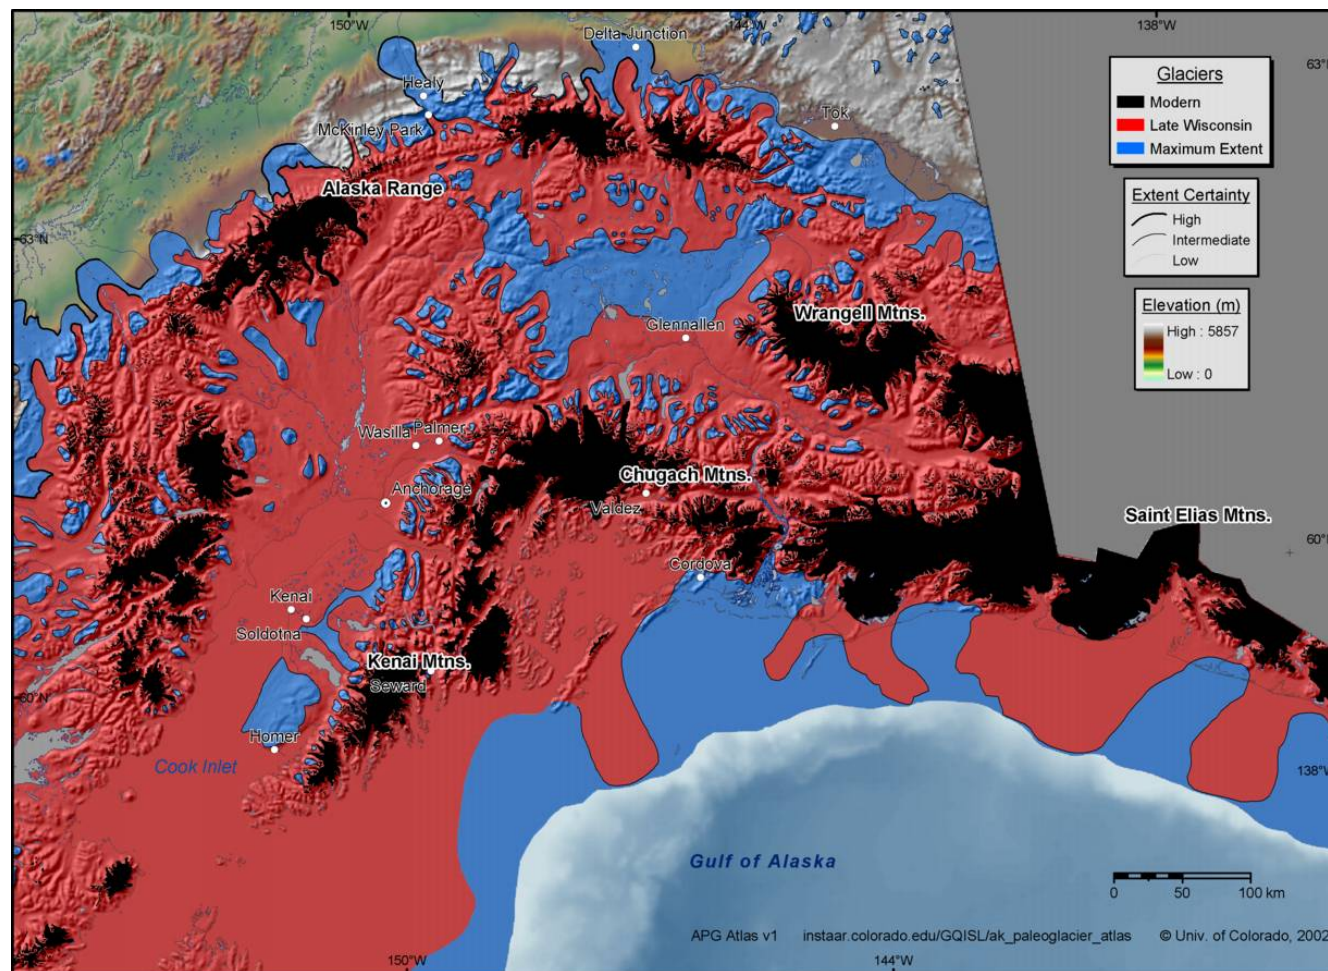 150°W
144°W
138°W
Delta Junction
63°N
Healy
Tok
McKinley Park
Alaska Range
63°N
Wrangell Mtns.
Glennallen
Wasilla
Palmer
Chugach Mtns.
Anchorage
Valdez
Saint Elias Mtns.
60°N
Cordova
Kenai
Soldotna
Kenai Mtns.
Seward
60°N
Homer
Cook Inlet
138°W
Gulf of Alaska
Glaciers
Modern
Late Wisconsin
Maximum Extent
Extent Certainty
High
Intermediate
Low
Elevation (m)
High : 5857
Low : 0
0 50 100 km
APG Atlas v1 instaar.colorado.edu/GQISL/ak_paleoglacier_atlas © Univ. of Colorado, 2002
150°W
144°W